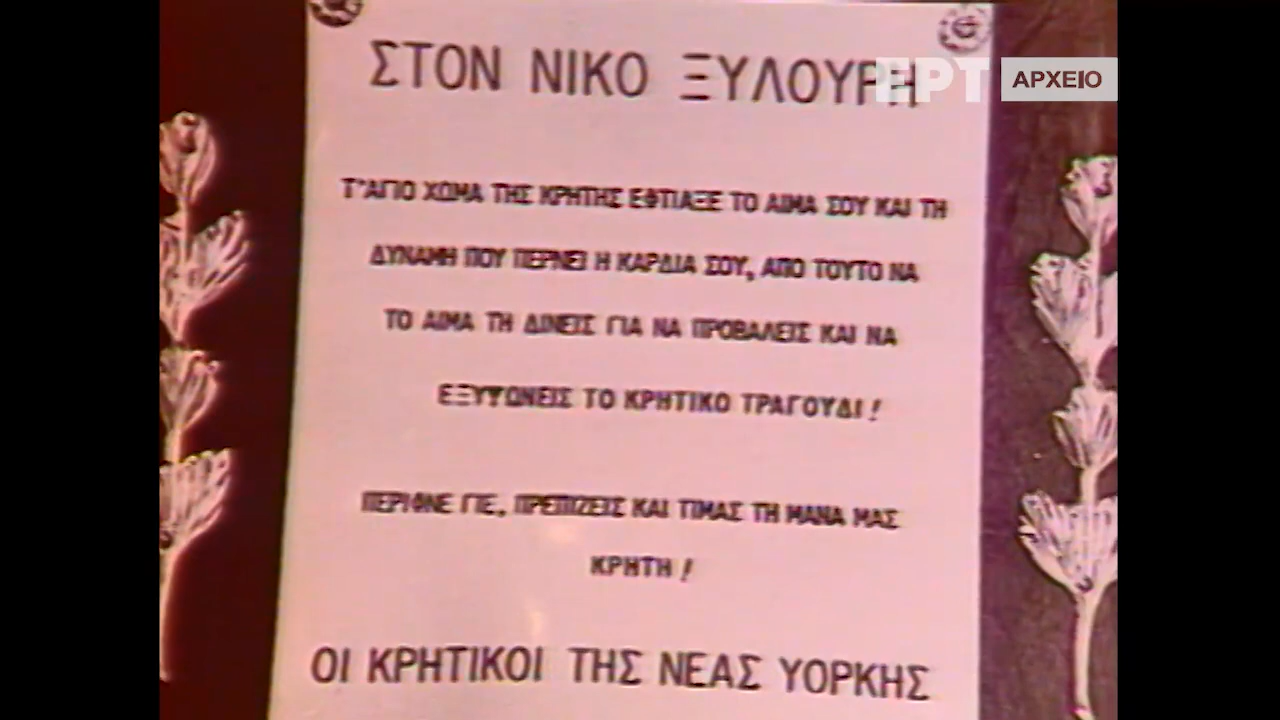 ΣΤΟΝ ΝΙΚΟ ΞΥΛΟΥΡΗ
ΕΡΤ ΑΡΧΕΙΟ
Τ'ΑΓΙΟ ΧΩΜΑ ΤΗΣ ΚΡΗΤΗΣ ΕΦΤΙΑΞΕ ΤΟ ΑΙΜΑ ΣΟΥ ΚΑΙ ΤΗ
ΔΥΝΑΜΗ ΠΟΥ ΠΕΡΝΕΙ Η ΚΑΡΔΙΑ ΣΟΥ, ΑΠΟ ΤΟΥΤΟ ΝΑ
ΤΟ ΑΙΜΑ ΤΗ ΔΙΝΕΙΣ ΓΙΑ ΝΑ ΠΡΟΒΑΛΕΙΣ ΚΑΙ ΝΑ
ΕΞΥΨΩΝΕΙΣ ΤΟ ΚΡΗΤΙΚΟ ΤΡΑΓΟΥΔΙ!
ΓΙΕ, ΚΑΙ ΤΙΜΑΣ ΤΗ ΜΑΝΑ ΜΑΣ
ΚΡΗΤΗ!
ΟΙ ΚΡΗΤΙΚΟΙ ΤΗΣ ΝΕΑΣ ΥΟΡΚΗΣ